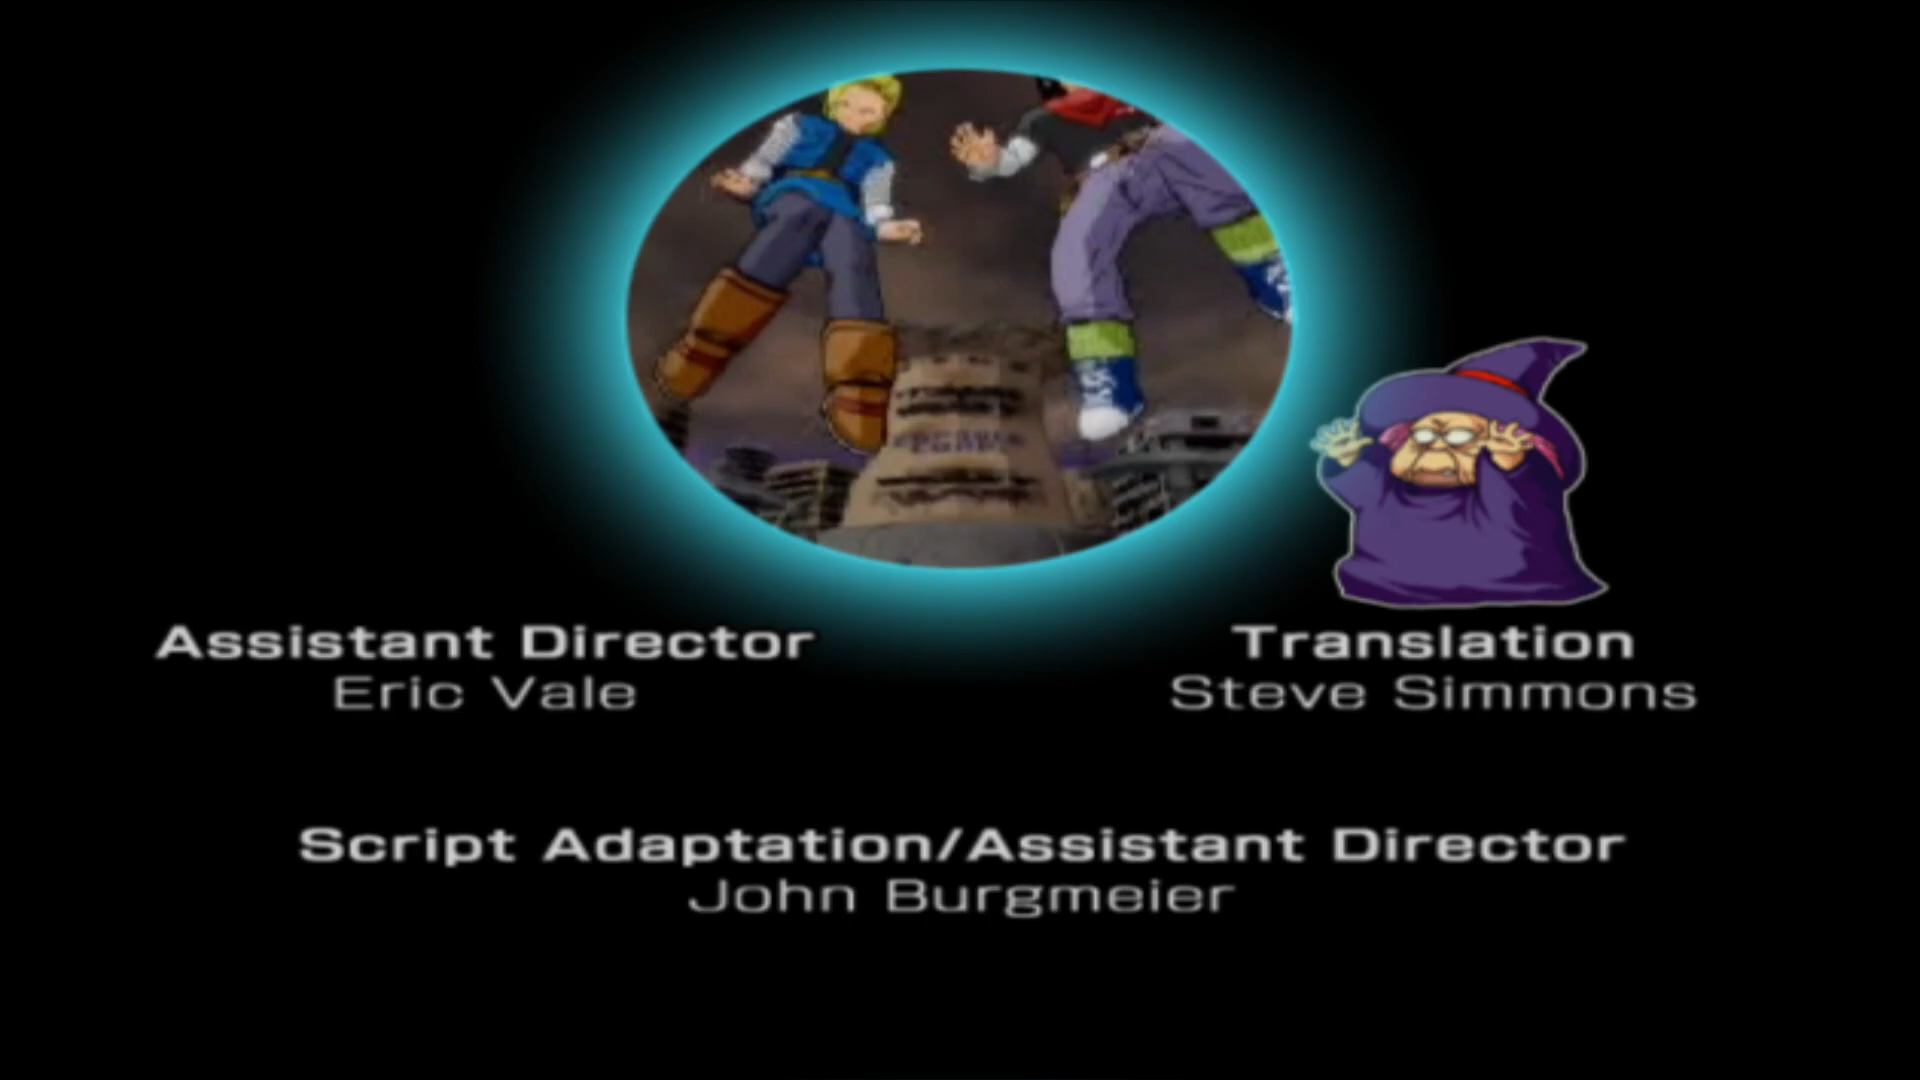 Assistant Director
Eric Vale
Translation
Steve Simmons
Script Adaptation/Assistant Director
John Burgmeier